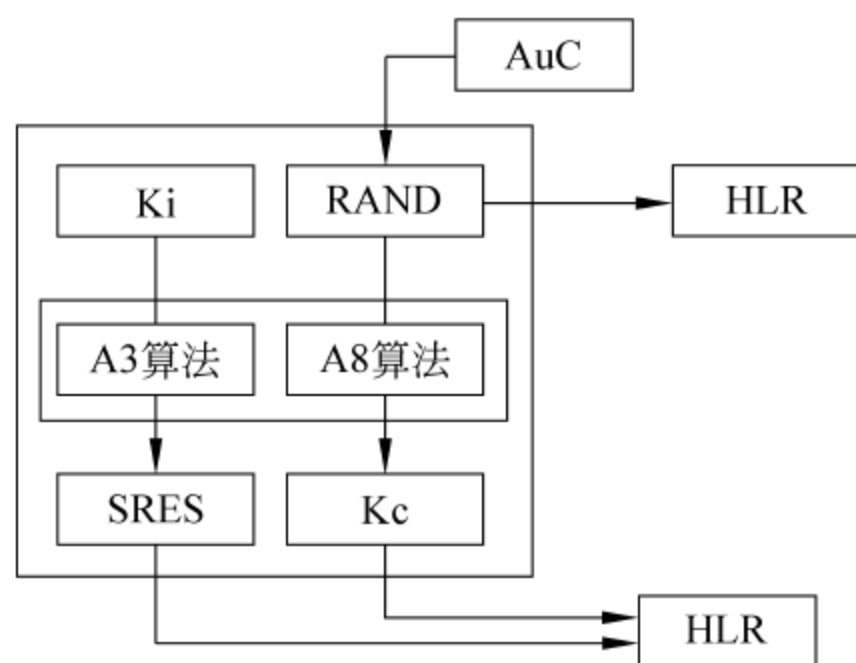 AuC
Ki
RAND
HLR
A3算法
A8算法
SRES
Kc
HLR